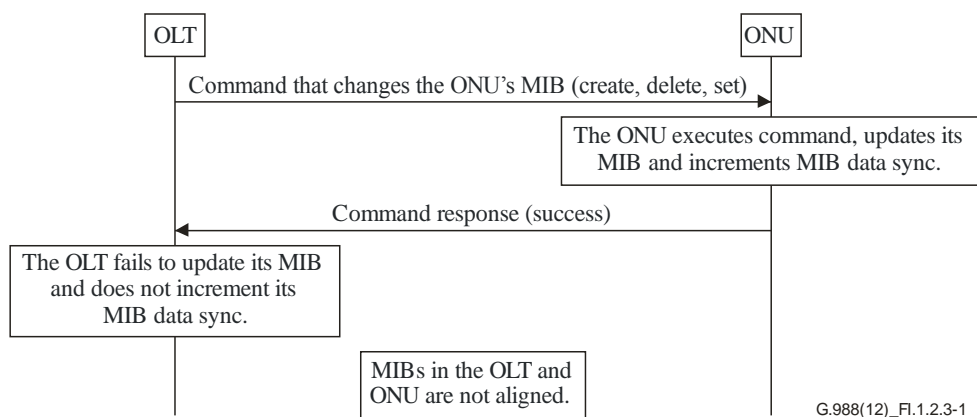 OLT
ONU
Command that changes the ONU's MIB (create, delete, set)
The ONU executes command, updates its
MIB and increments MIB data sync.
Command response (success)
The OLT fails to update its MIB
and does not increment its
MIB data sync.
MIBs in the OLT and
ONU are not aligned.
G.988(12)_FI.1.2.3-1